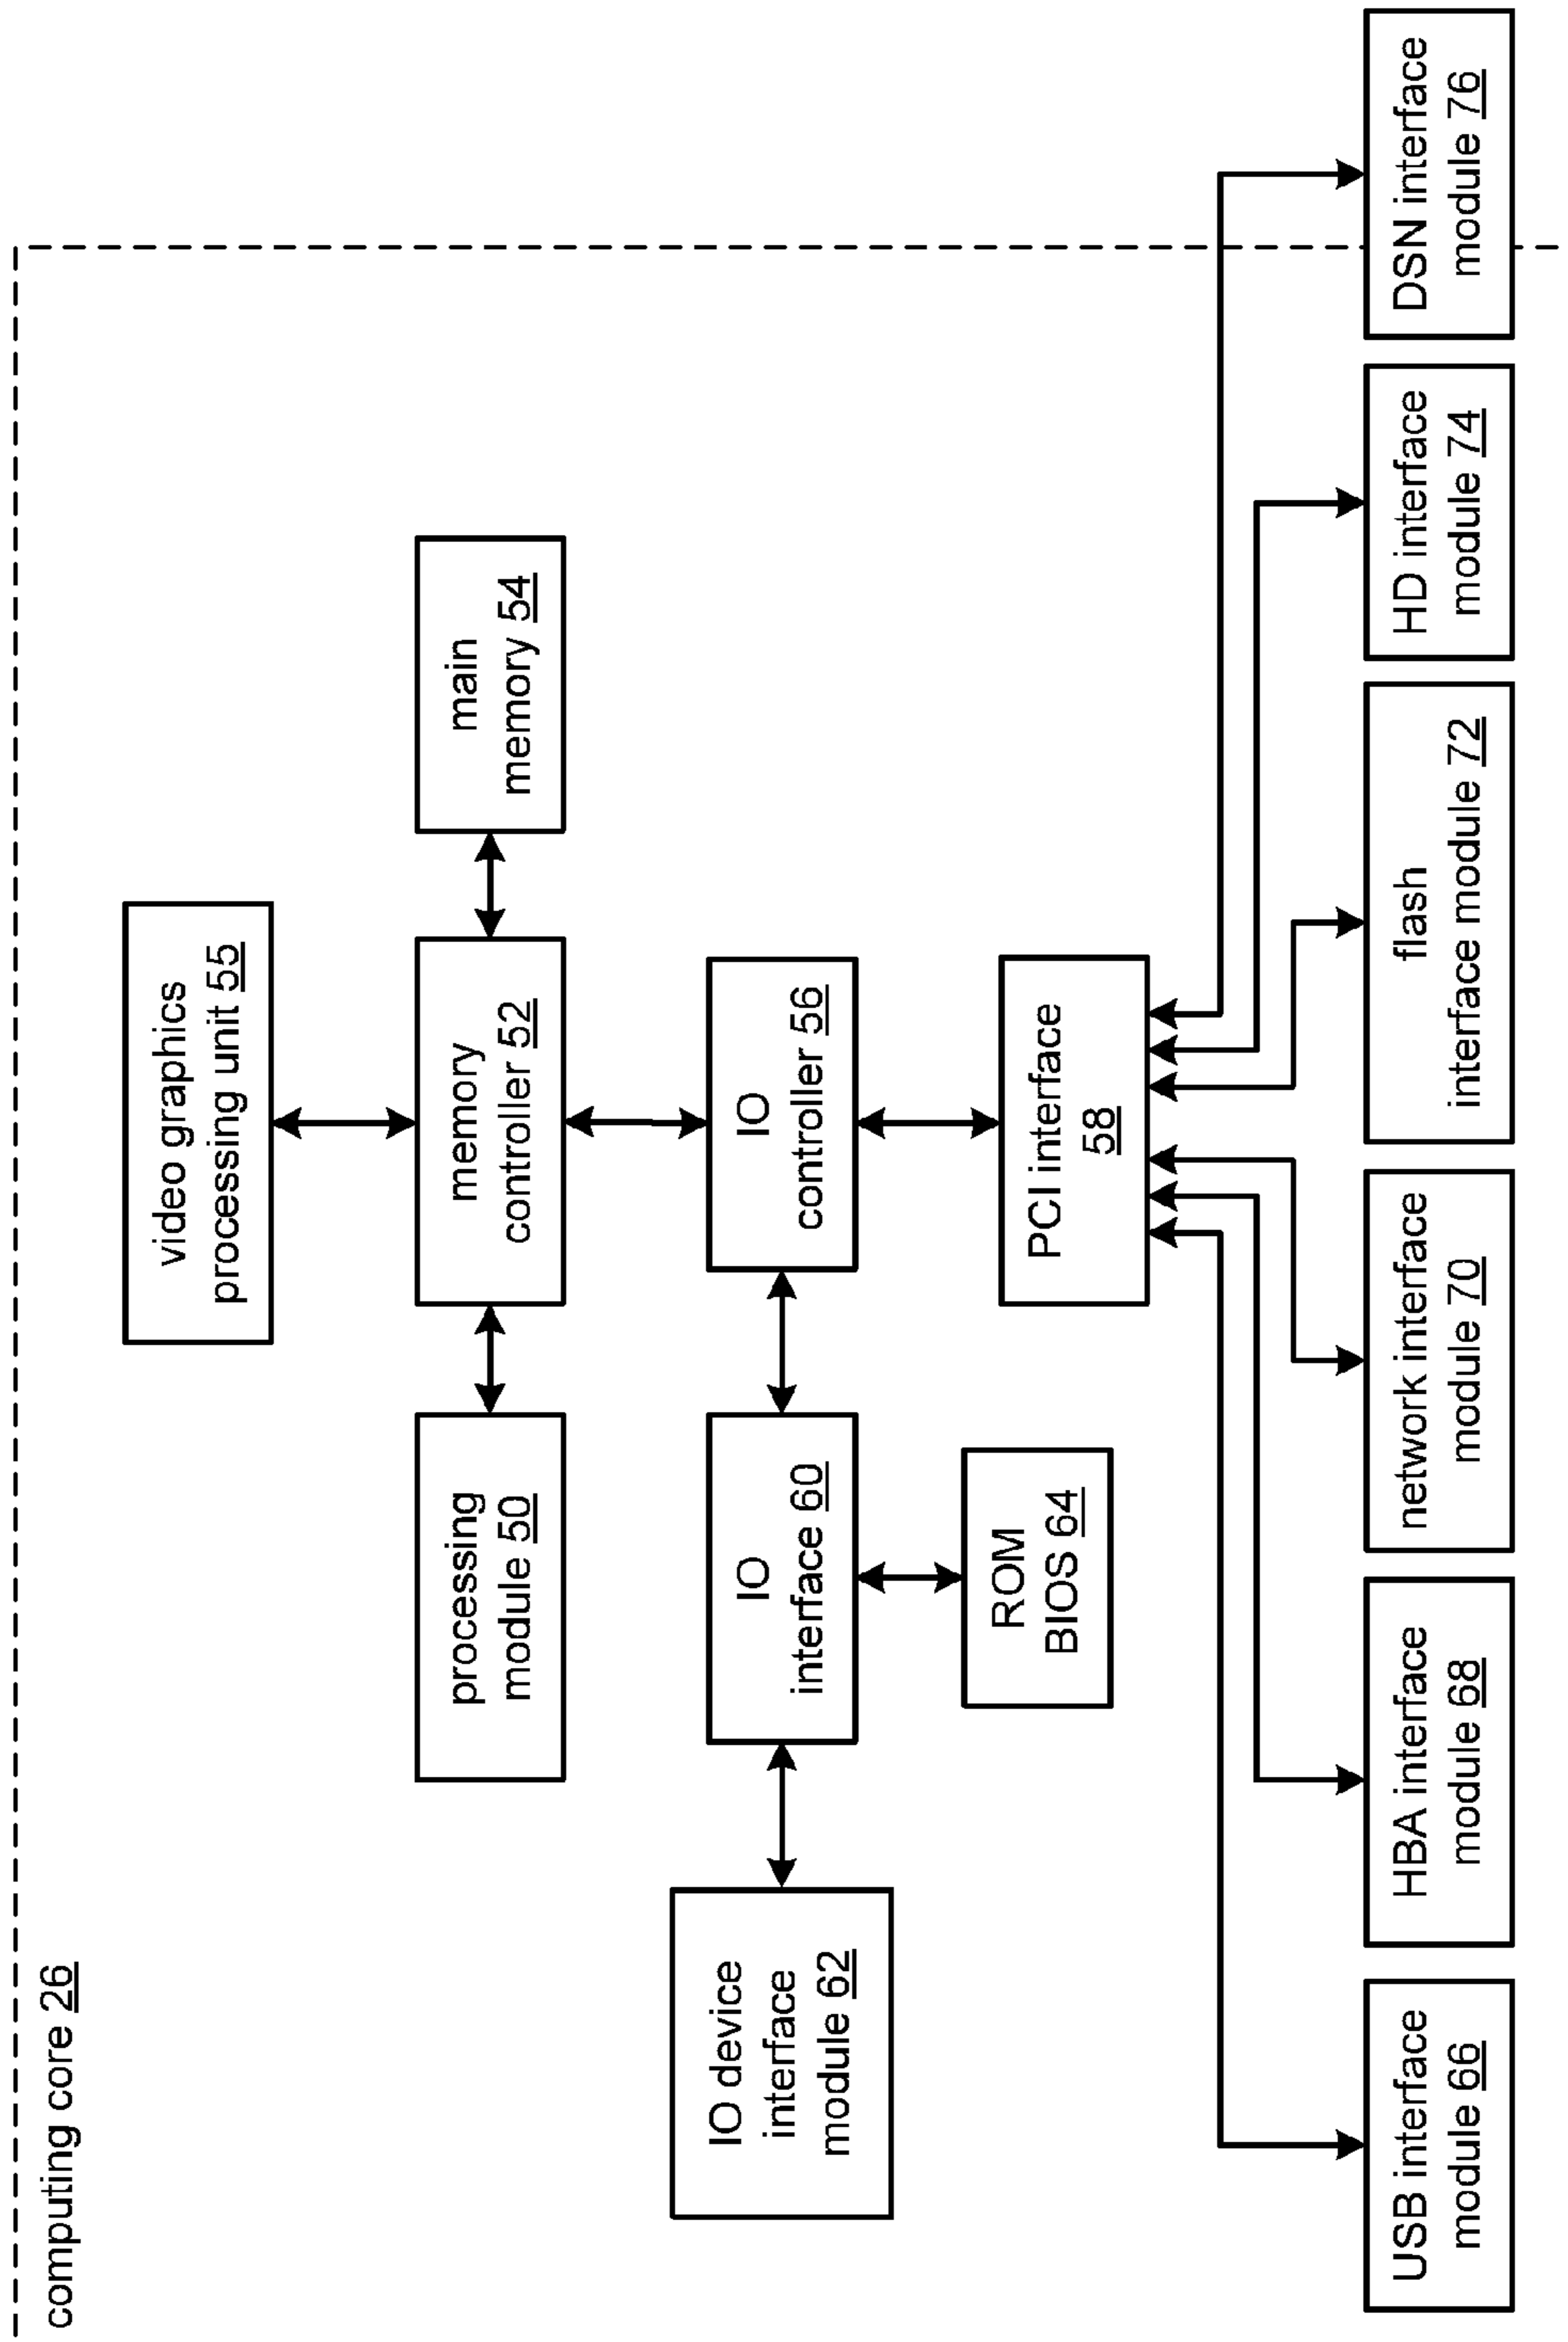 computing core 26
video graphics
processing unit 55
processing
module 50
memory
controller 52
main
memory 54
IO device
interface
module 62
IO
interface 60
IO
controller 56
ROM
BIOS 64
PCI interface
58
USB interface
module 66
HBA interface
module 68
network interface
module 70
flash
interface module 72
HD interface
module 74
DSN interface
module 76